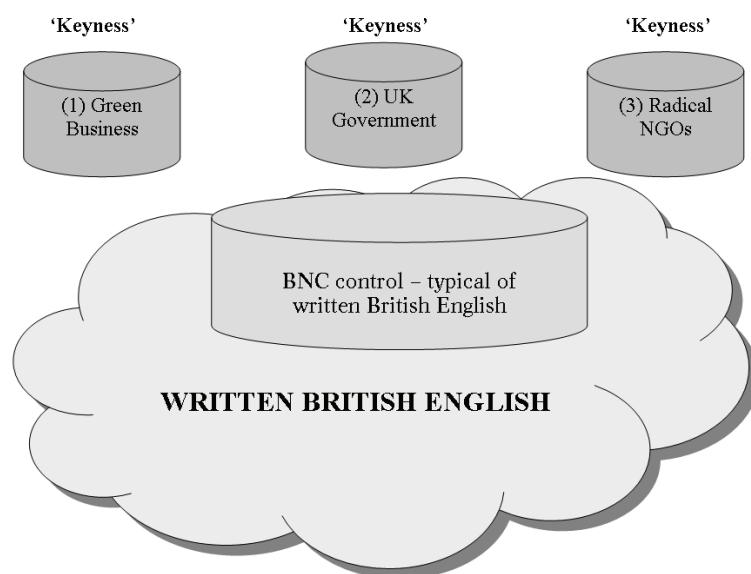 ‘Keyness’
‘Keyness’
‘Keyness’
(1) Green
Business
(2) UK
Government
(3) Radical
NGOs
BNC control – typical of
written British English
WRITTEN BRITISH ENGLISH